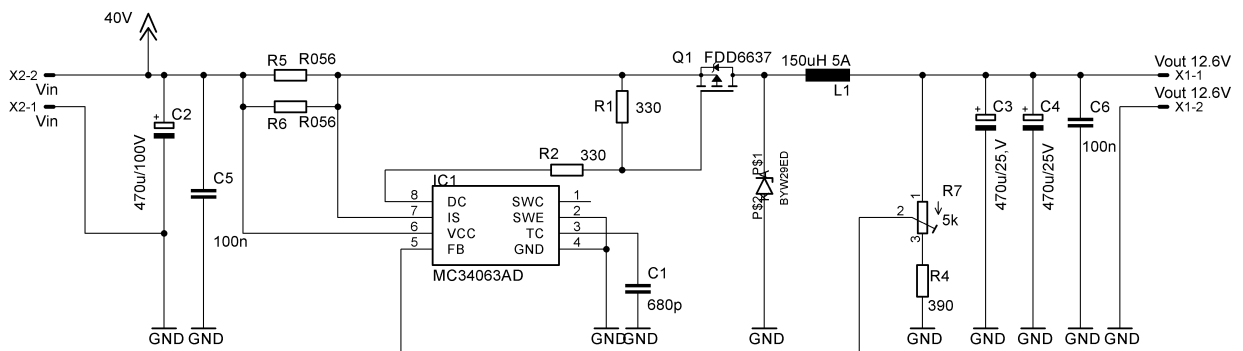 40V
X2-2
Vin
X2-1
Vin
C2
470u/100V
C5
100n
R5 R056
R6 R056
R1
330
R2 330
IC1
8 DC SWC 1
7 IS SWE 2
6 VCC TC 3
5 FB GND 4
MC34063AD
C1
680p
Q1 FDD6637
P$1
P$2
BYW29ED
150uH 5A
L1
R7
5k
1
2
3
R4
390
C3
470u/25,V
C4
470u/25V
C6
100n
Vout 12.6V
X1-1
Vout 12.6V
X1-2
GND GND GND GND GND GND GND GND GND GND